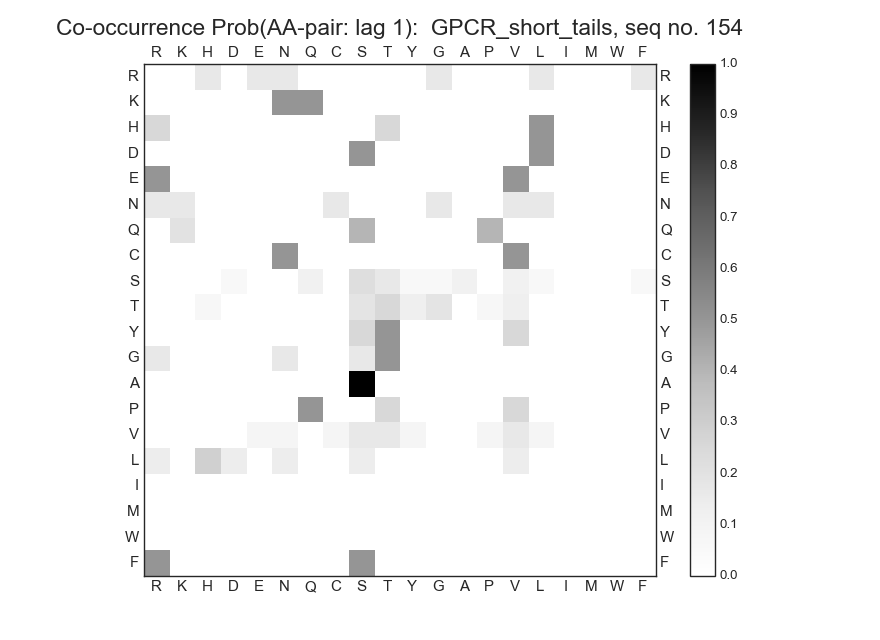 Co-occurrence Prob(AA-pair: lag 1):  GPCR_short_tails, seq no. 154
R K H D E N Q C S T Y G A P V L I M W F
R R
K K
H H
D D
E E
N N
Q Q
C C
S S
T T
Y Y
G G
A A
P P
V V
L L
I I
M M
W W
F F
R K H D E N Q C S T Y G A P V L I M W F
1.0
0.9
0.8
0.7
0.6
0.5
0.4
0.3
0.2
0.1
0.0